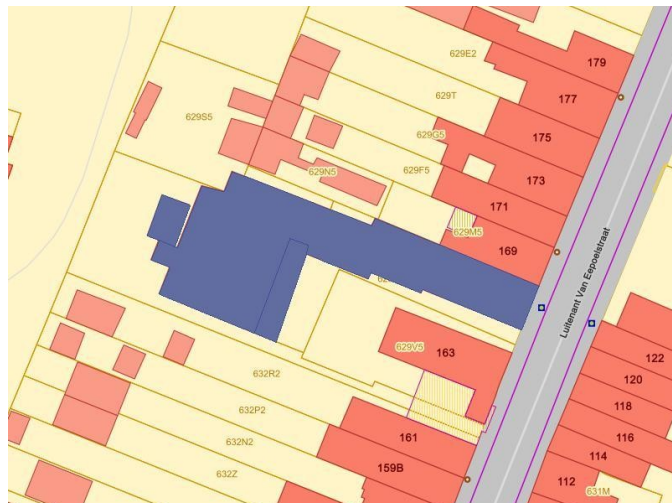 179
629E2
177
629T
175
629S5
629G5
173
629F5
629N5
171
629M5
169
Luitenant Van Eepoelstraat
629V5
163
122
120
632R2
118
632P2
161
116
632N2
114
159B
632Z
112
631M